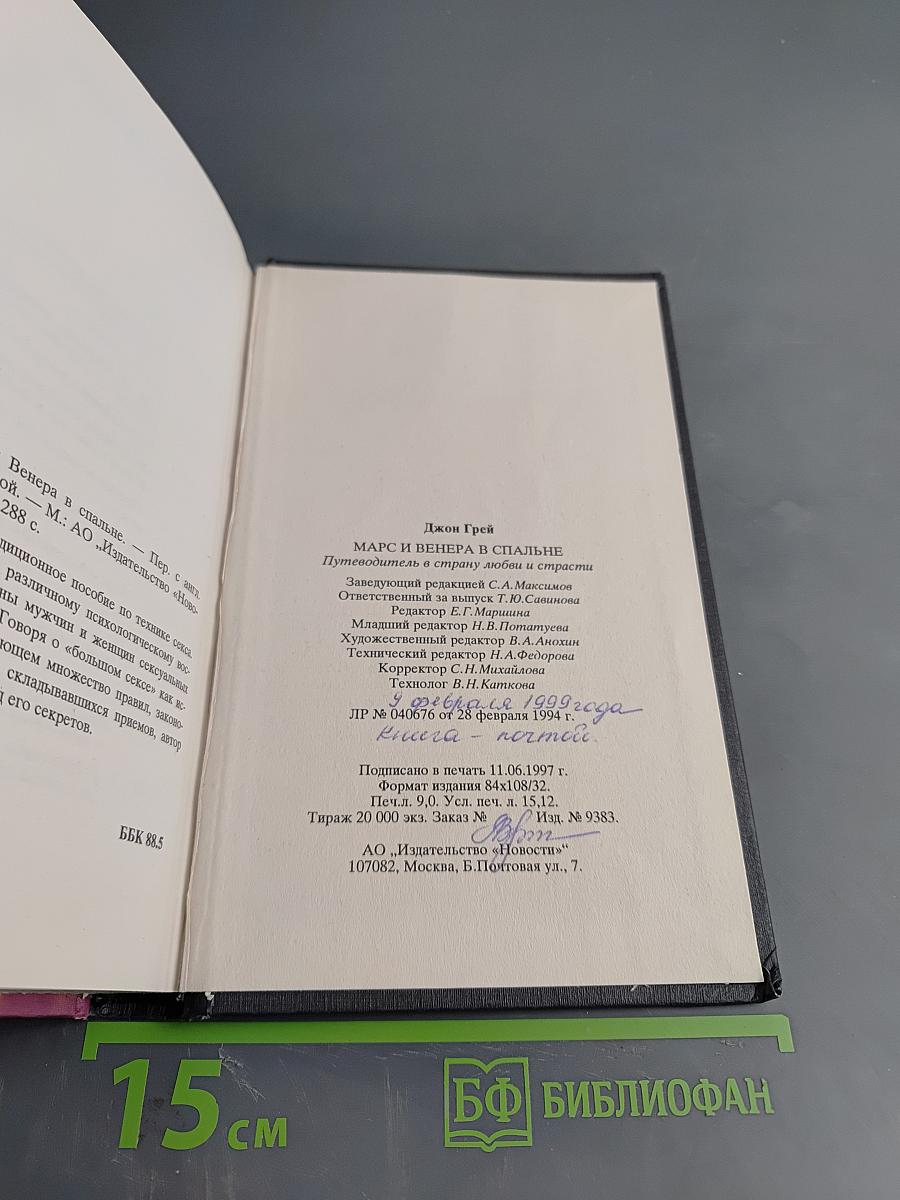 Венера в спальне. — Пер. с англ.
ой. — М.: АО „Издательство «Ново-
288 с.
диционное пособие по технике секса.
различному психологическому вос-
ны мужчин и женщин сексуальных
Говоря о «большом сексе» как ис-
ющем множество правил, законо-
складывавшихся приемов, автор
его секретов.
ББК 88,5
Джон Грей
МАРС И ВЕНЕРА В СПАЛЬНЕ
Путеводитель в страну любви и страсти
Заведующий редакцией С.А.Максимов
Ответственный за выпуск Т.Ю.Савинова
Редактор Е.Г.Маршина
Младший редактор Н.В.Потатуева
Художественный редактор В.А.Анохин
Технический редактор Н.А.Федорова
Корректор С.Н.Михайлова
Технолог В.Н.Каткова
9 февраля 1999 года
ЛР № 040676 от 28 февраля 1994 г.
книга - почтой.
Подписано в печать 11.06.1997 г.
Формат издания 84х108/32.
Печ.л. 9,0. Усл. печ. л. 15,12.
Тираж 20 000 экз. Заказ № Изд. № 9383.
АО „Издательство «Новости»“
107082, Москва, Б.Почтовая ул., 7.
15 см
БФ БИБЛИОФАН